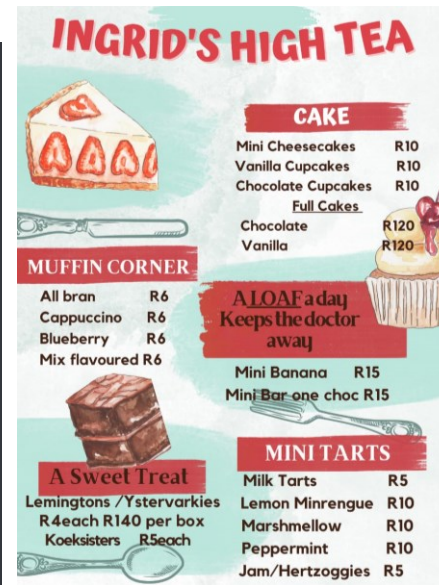 INGRID'S HIGH TEA
CAKE
Mini Cheesecakes R10
Vanilla Cupcakes R10
Chocolate Cupcakes R10
Full Cakes
Chocolate R120
Vanilla R120
MUFFIN CORNER
All bran R6
Cappuccino R6
Blueberry R6
Mix flavoured R6
A LOAF a day
Keeps the doctor
away
Mini Banana R15
Mini Bar one choc R15
A Sweet Treat
Lemingtons /Ystervarkies
R4each R140 per box
Koeksisters R5each
MINI TARTS
Milk Tarts R5
Lemon Minrengue R10
Marshmellow R10
Peppermint R10
Jam/Hertzoggies R5